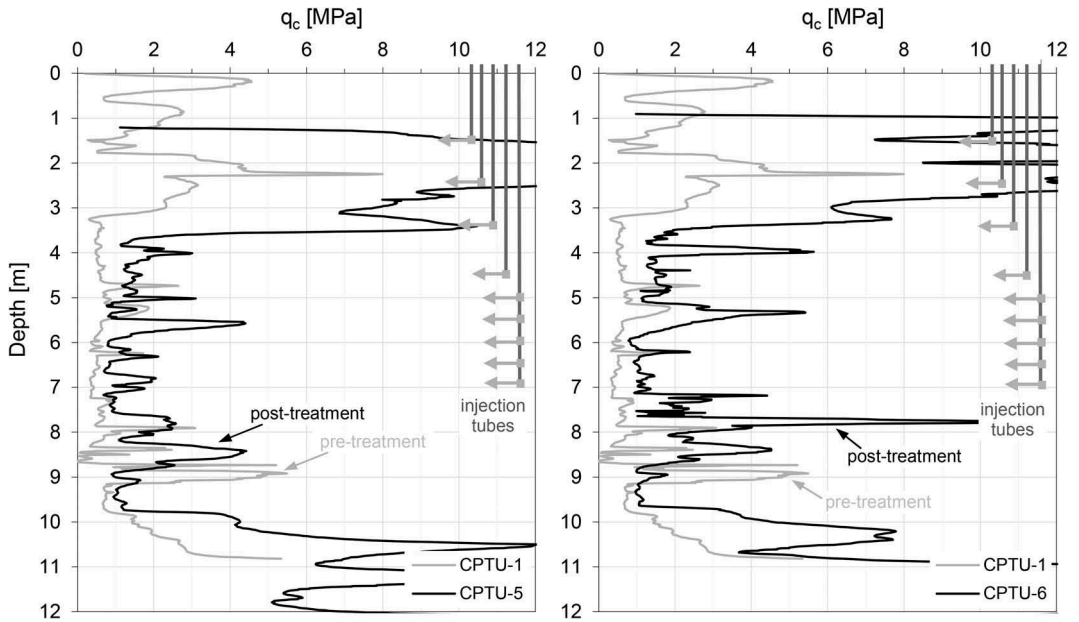 qc [MPa]
qc [MPa]
0 2 4 6 8 10 12
0 2 4 6 8 10 12
Depth [m]
0
1
2
3
4
5
6
7
8
9
10
11
12
injection
tubes
post-treatment
pre-treatment
CPTU-1
CPTU-5
0
1
2
3
4
5
6
7
8
9
10
11
12
injection
tubes
post-treatment
pre-treatment
CPTU-1
CPTU-6